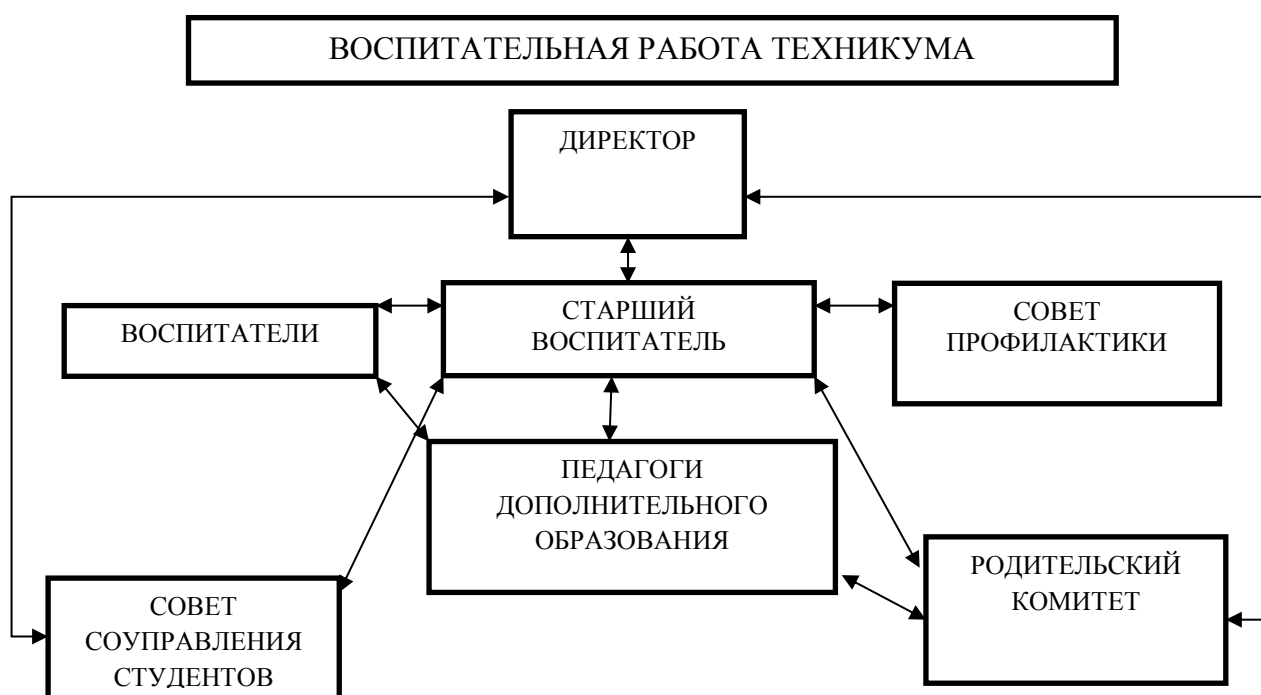 ВОСПИТАТЕЛЬНАЯ РАБОТА ТЕХНИКУМА
ДИРЕКТОР
ВОСПИТАТЕЛИ
СТАРШИЙ
ВОСПИТАТЕЛЬ
СОВЕТ
ПРОФИЛАКТИКИ
ПЕДАГОГИ
ДОПОЛНИТЕЛЬНОГО
ОБРАЗОВАНИЯ
СОВЕТ
СОУПРАВЛЕНИЯ
СТУДЕНТОВ
РОДИТЕЛЬСКИЙ
КОМИТЕТ